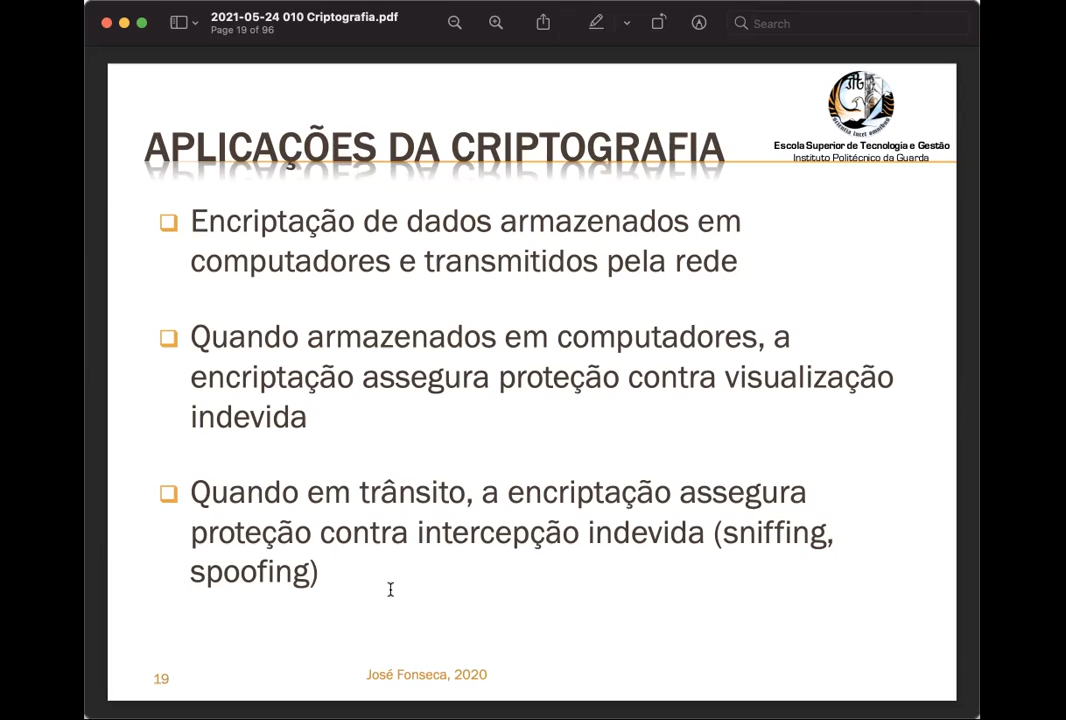 2021-05-24 010 Criptografia.pdf
Page 19 of 96
Search
Escola Superior de Tecnologia e Gestão
Instituto Politécnico da Guarda
APLICAÇÕES DA CRIPTOGRAFIA
❑ Encriptação de dados armazenados em
computadores e transmitidos pela rede
❑ Quando armazenados em computadores, a
encriptação assegura proteção contra visualização
indevida
❑ Quando em trânsito, a encriptação assegura
proteção contra intercepção indevida (sniffing,
spoofing)
19
José Fonseca, 2020